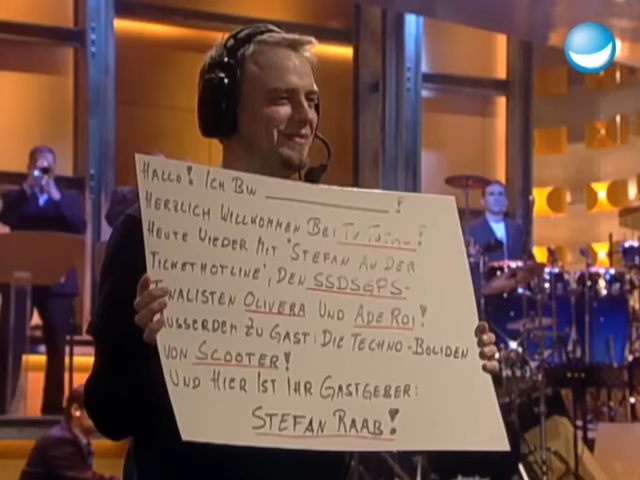 HALLO! ICH BIN __________!
HERZLICH WILLKOMMEN BEI TV TOTAL!
HEUTE WIEDER MIT "STEFAN AN DER
TICKETHOTLINE", DEN SSDSGPS-
FINALISTEN OLIVERA UND ADE ROI!
AUSSERDEM ZU GAST: DIE TECHNO-BOLIDEN
VON SCOOTER!
UND HIER IST IHR GASTGEBER:
STEFAN RAAB!